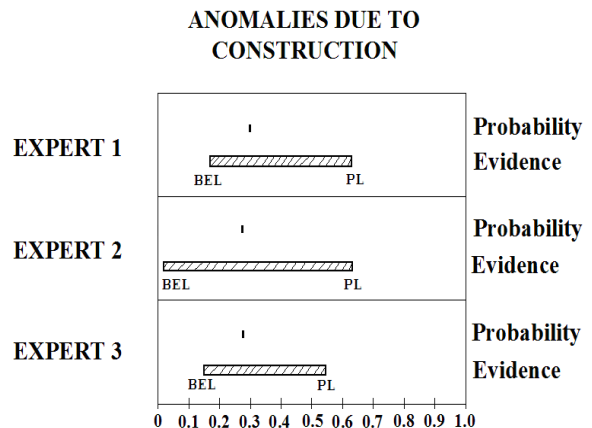 ANOMALIES DUE TO
CONSTRUCTION
EXPERT 1
Probability
Evidence
BEL PL
EXPERT 2
Probability
Evidence
BEL PL
EXPERT 3
Probability
Evidence
BEL PL
0 0.1 0.2 0.3 0.4 0.5 0.6 0.7 0.8 0.9 1.0